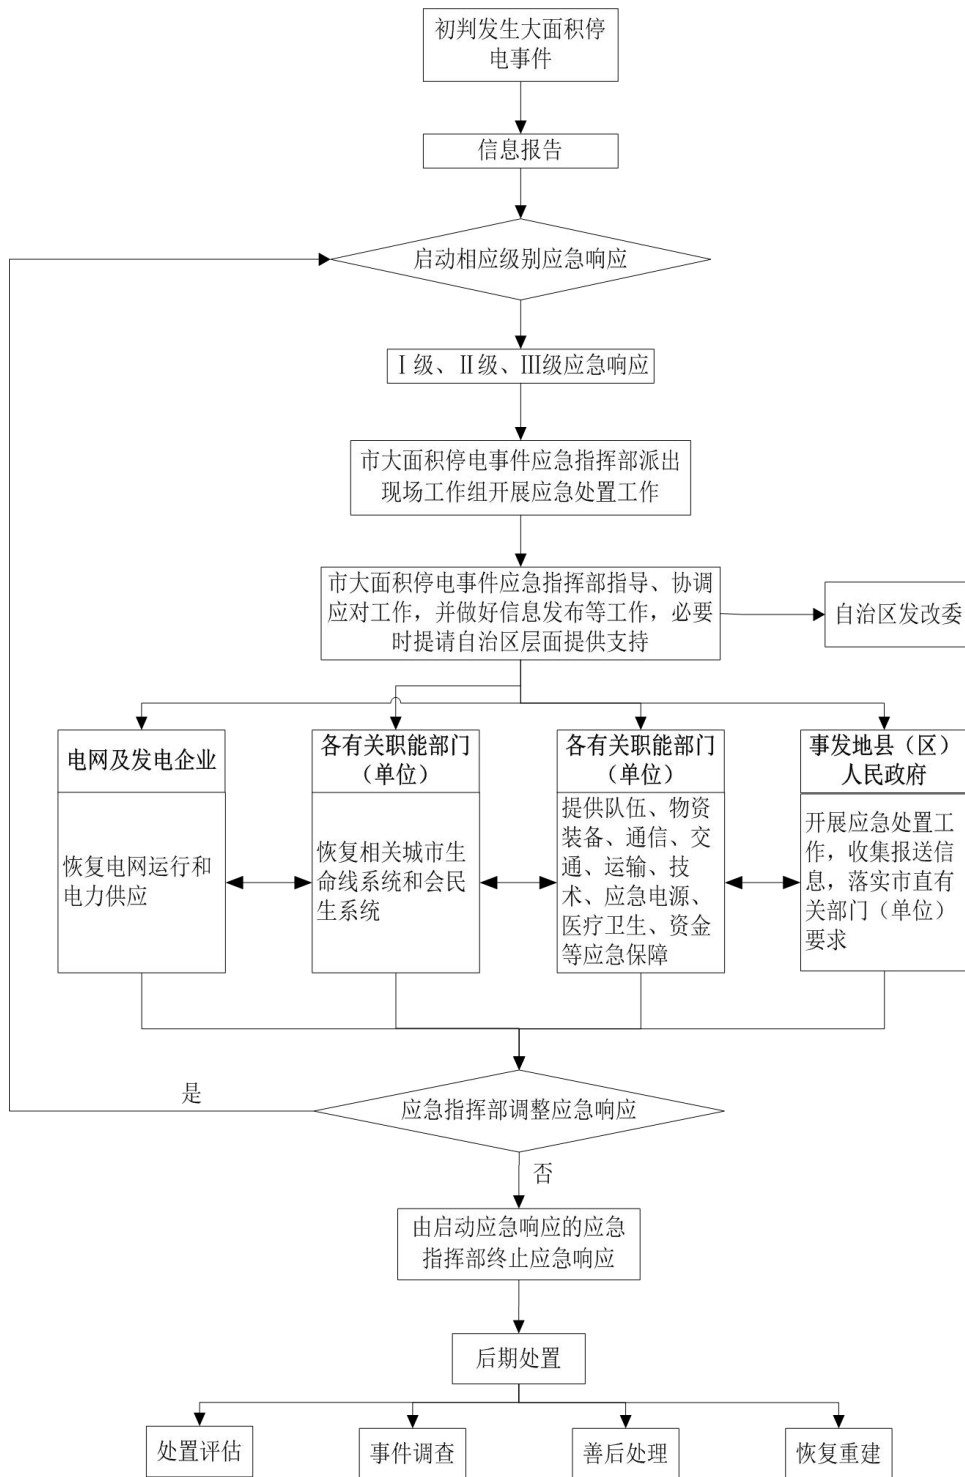 初判发生大面积停
电事件
信息报告
启动相应级别应急响应
Ⅰ级、Ⅱ级、Ⅲ级应急响应
市大面积停电事件应急指挥部派出
现场工作组开展应急处置工作
市大面积停电事件应急指挥部指导、协调
应对工作，并做好信息发布等工作，必要
时提请自治区层面提供支持
自治区发改委
电网及发电企业
恢复电网运行和
电力供应
各有关职能部门
（单位）
恢复相关城市生
命线系统和会民
生系统
各有关职能部门
（单位）
提供队伍、物资
装备、通信、交
通、运输、技
术、应急电源、
医疗卫生、资金
等应急保障
事发地县（区）
人民政府
开展应急处置工
作，收集报送信
息，落实市直有
关部门（单位）
要求
是
应急指挥部调整应急响应
否
由启动应急响应的应急
指挥部终止应急响应
后期处置
处置评估
事件调查
善后处理
恢复重建